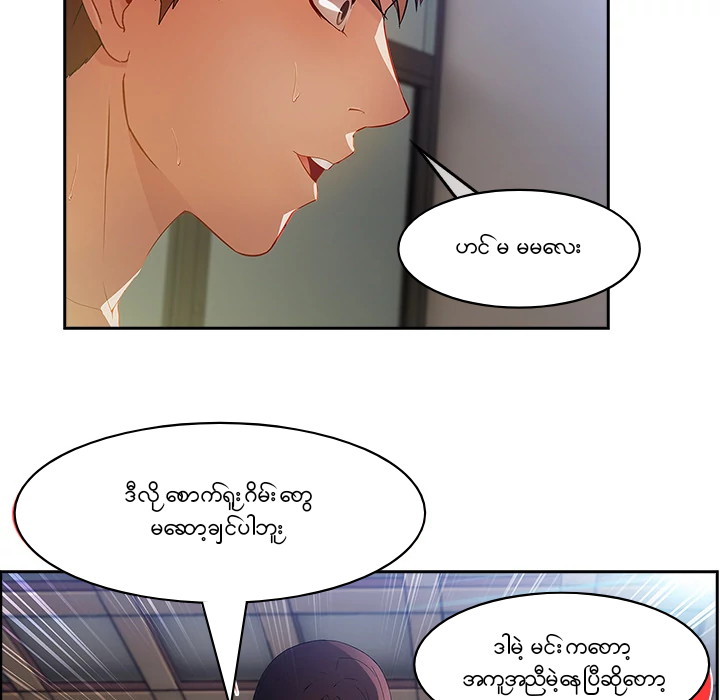 ဟင် မ မမလေး
ဒီလို စောက်ရူး ဂိမ်း တွေ
မဆော့ချင်ပါဘူး
ဒါမဲ့ မင်း ကတော့
အကူအညီမဲ့နေပြီဆိုတော့